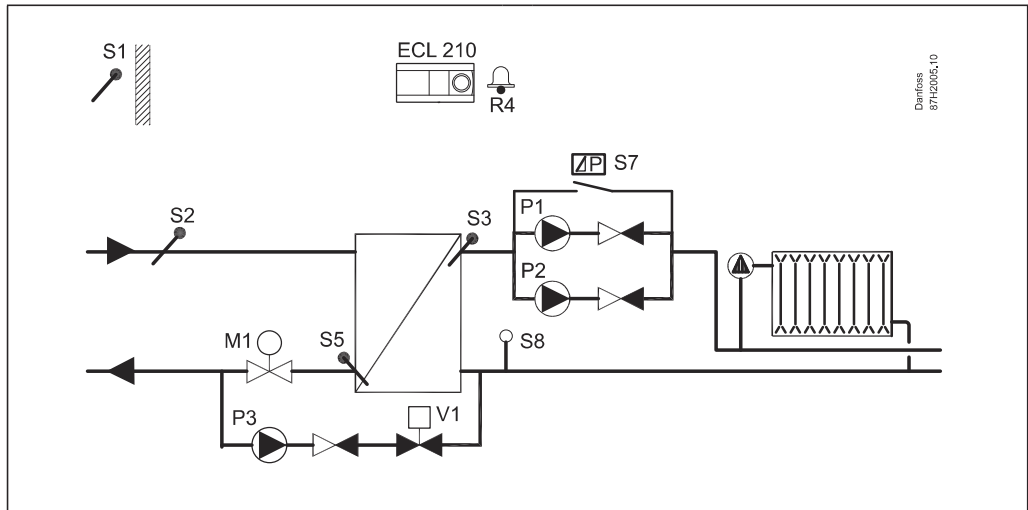 S1
ECL 210
R4
Danfoss
87H2005.10
P S7
S2
S3
P1
P2
M1
S5
S8
P3
V1